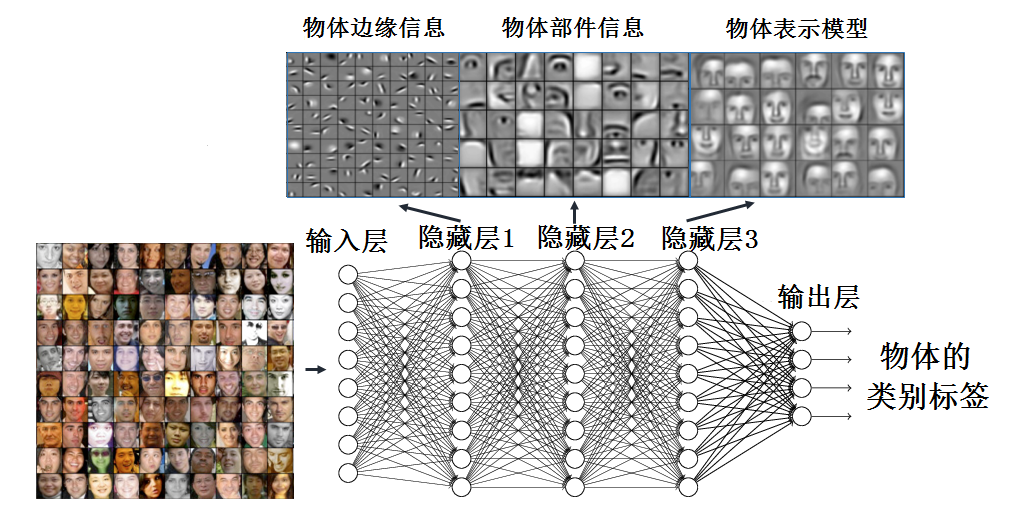 物体边缘信息
物体部件信息
物体表示模型
输入层
隐藏层1
隐藏层2
隐藏层3
输出层
物体的
类别标签